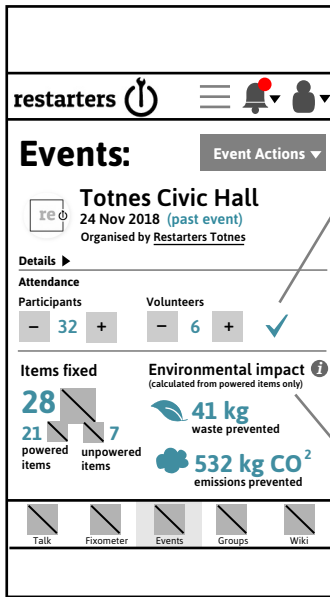 restarters
Events:
Event Actions ▼
re
Totnes Civic Hall
24 Nov 2018 (past event)
Organised by Restarters Totnes
Details ▶
Attendance
Participants
Volunteers
– 32 +
– 6 +
Items fixed
28
21
powered
items
7
unpowered
items
Environmental impact i
(calculated from powered items only)
41 kg
waste prevented
532 kg CO²
emissions prevented
Talk
Fixometer
Events
Groups
Wiki